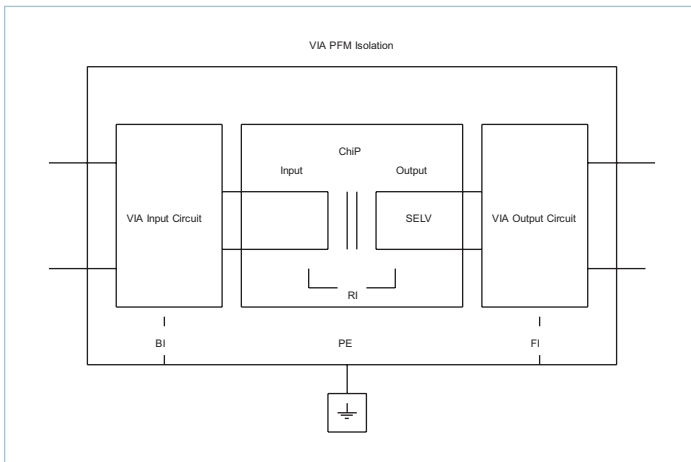 VIA PFM Isolation
ChiP
Input Output
VIA Input Circuit SELV VIA Output Circuit
RI
BI PE FI